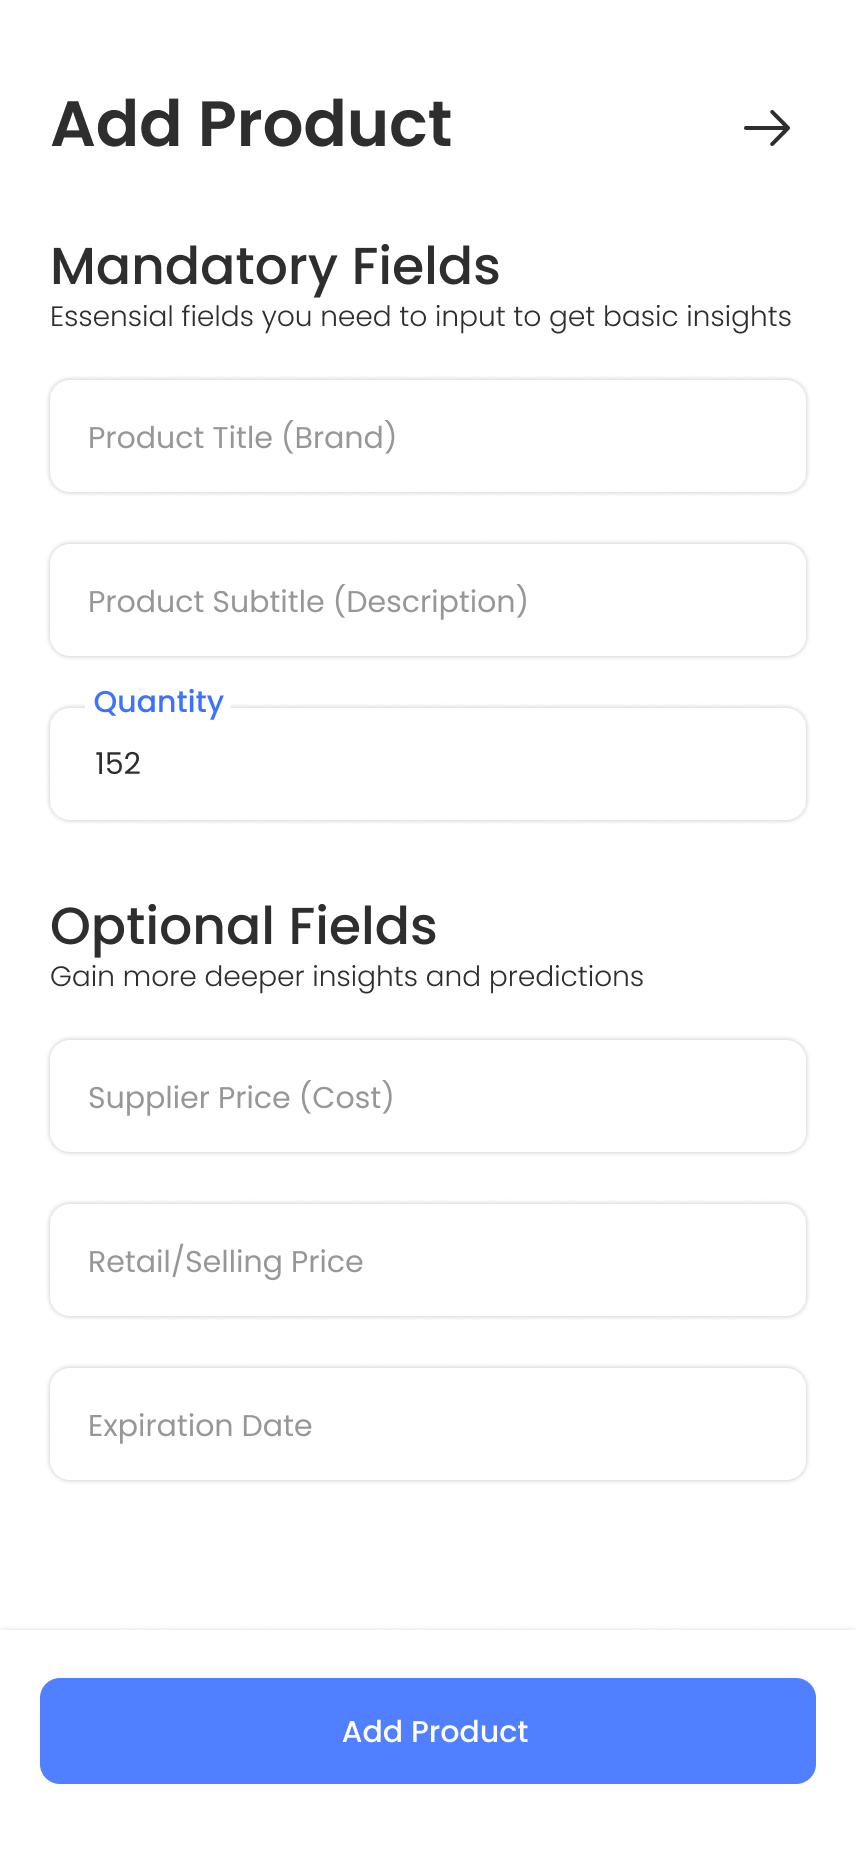 Add Product
Mandatory Fields
Essensial fields you need to input to get basic insights
Product Title (Brand)
Product Subtitle (Description)
Quantity
152
Optional Fields
Gain more deeper insights and predictions
Supplier Price (Cost)
Retail/Selling Price
Expiration Date
Add Product